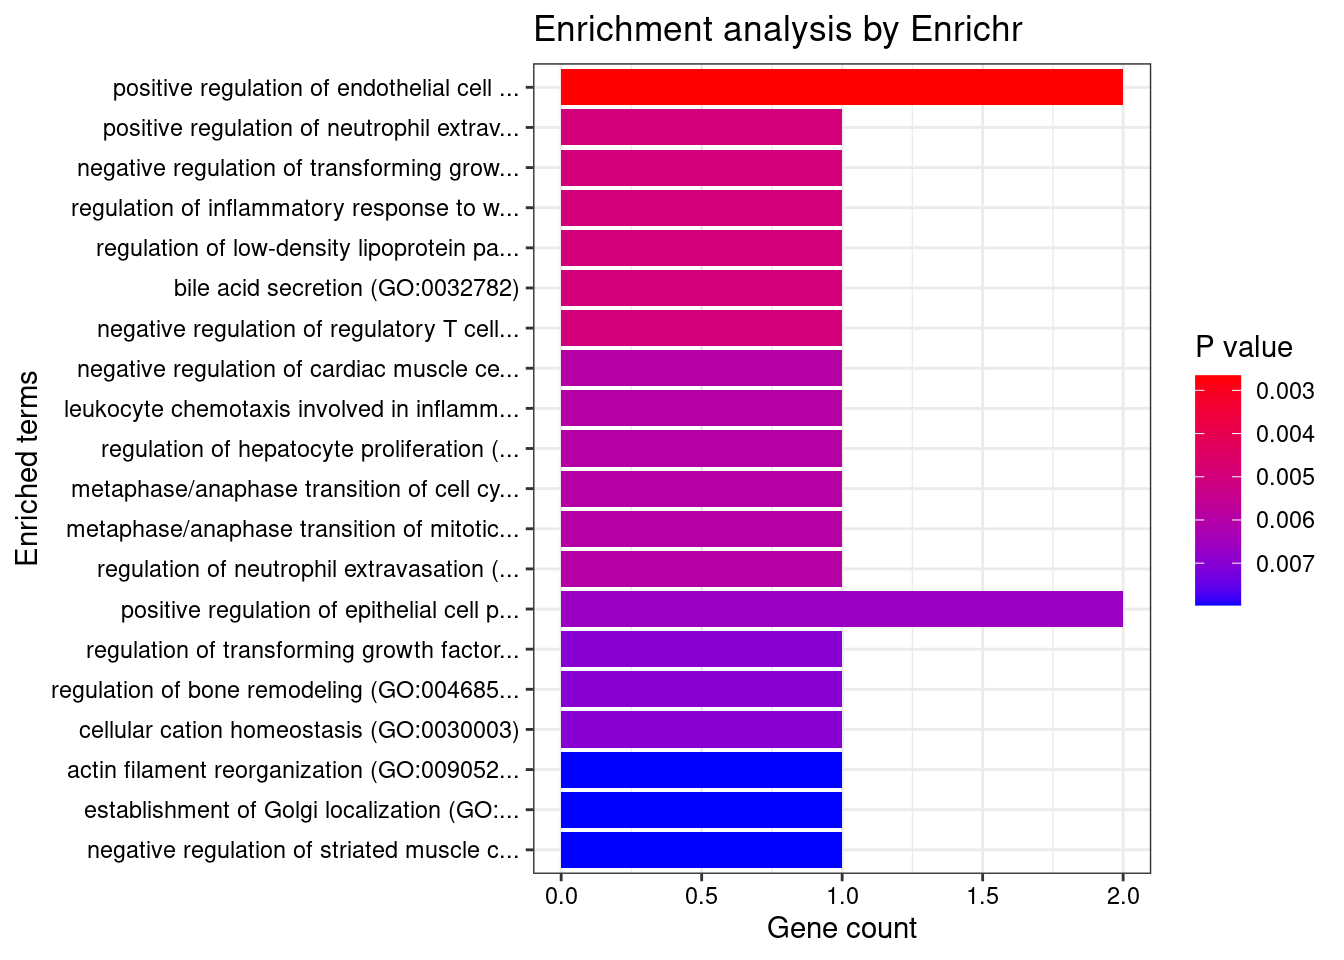 Enrichment analysis by Enrichr
positive regulation of endothelial cell ...
positive regulation of neutrophil extrav...
negative regulation of transforming grow...
regulation of inflammatory response to w...
regulation of low-density lipoprotein pa...
bile acid secretion (GO:0032782)
negative regulation of regulatory T cell...
negative regulation of cardiac muscle ce...
leukocyte chemotaxis involved in inflamm...
regulation of hepatocyte proliferation (...
metaphase/anaphase transition of cell cy...
metaphase/anaphase transition of mitotic...
regulation of neutrophil extravasation (...
positive regulation of epithelial cell p...
regulation of transforming growth factor...
regulation of bone remodeling (GO:004685...
cellular cation homeostasis (GO:0030003)
actin filament reorganization (GO:009052...
establishment of Golgi localization (GO:...
negative regulation of striated muscle c...
Enriched terms
0.0 0.5 1.0 1.5 2.0
Gene count
P value
0.003
0.004
0.005
0.006
0.007